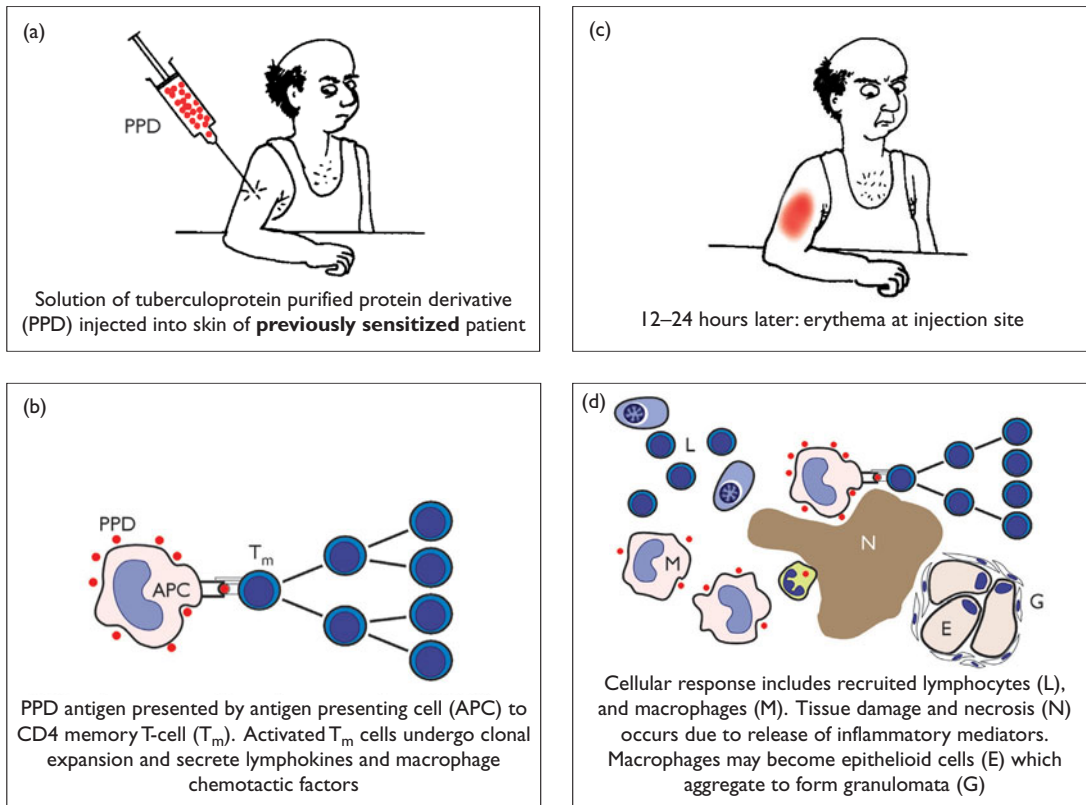 (a)
PPD
Solution of tuberculoprotein purified protein derivative
(PPD) injected into skin of previously sensitized patient
(b)
PPD
T_m
APC
PPD antigen presented by antigen presenting cell (APC) to
CD4 memory T-cell (T_m). Activated T_m cells undergo clonal
expansion and secrete lymphokines and macrophage
chemotactic factors
(c)
12–24 hours later: erythema at injection site
(d)
L
N
M
G
E
Cellular response includes recruited lymphocytes (L),
and macrophages (M). Tissue damage and necrosis (N)
occurs due to release of inflammatory mediators.
Macrophages may become epithelioid cells (E) which
aggregate to form granulomata (G)